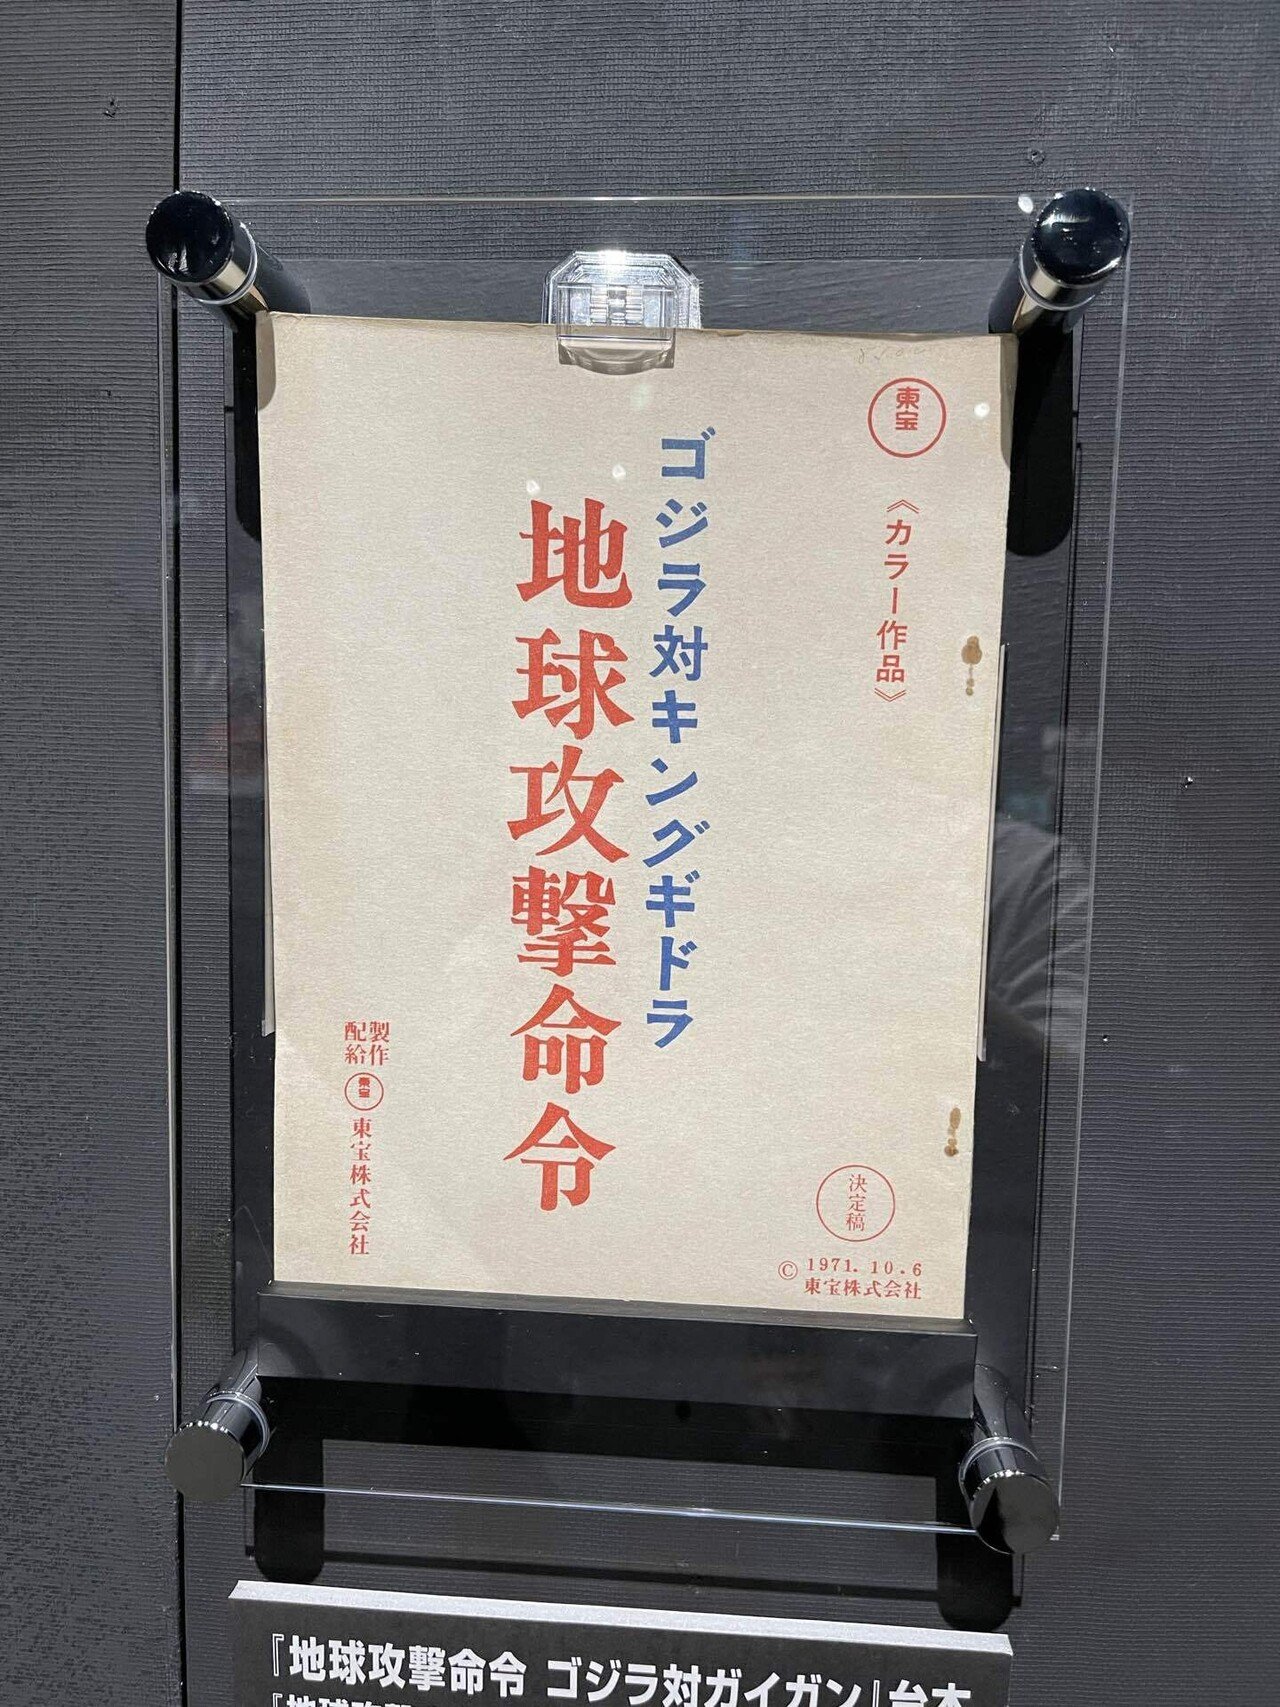 東宝
《カラー作品》
ゴジラ対キングギドラ
地球攻撃命令
製作
配給
東宝
東宝株式会社
決定稿
© 1971. 10. 6
東宝株式会社
『地球攻撃命令 ゴジラ対ガイガン』台本